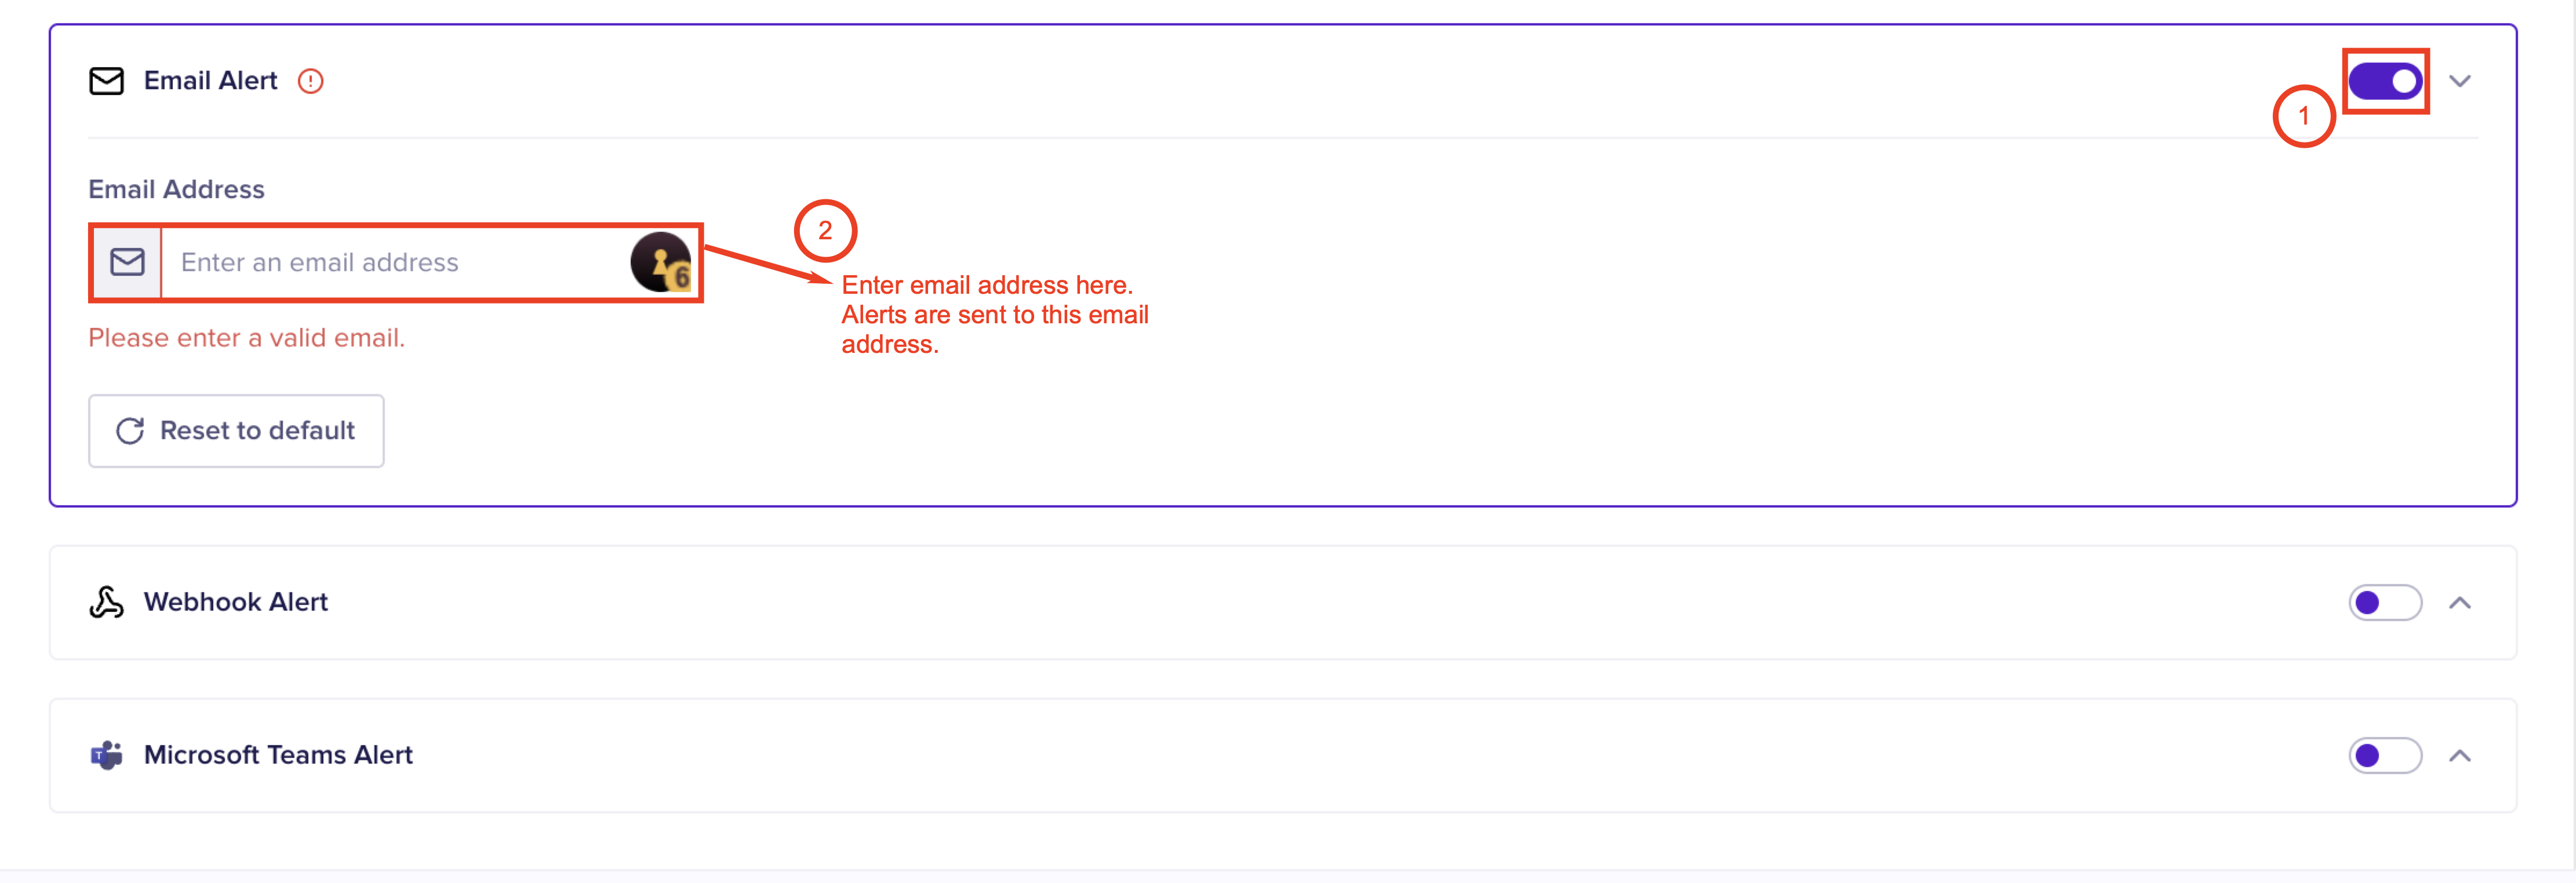 Email Alert
1
Email Address
2
Enter an email address
6
Enter email address here.
Alerts are sent to this email
address.
Please enter a valid email.
Reset to default
Webhook Alert
T
Microsoft Teams Alert